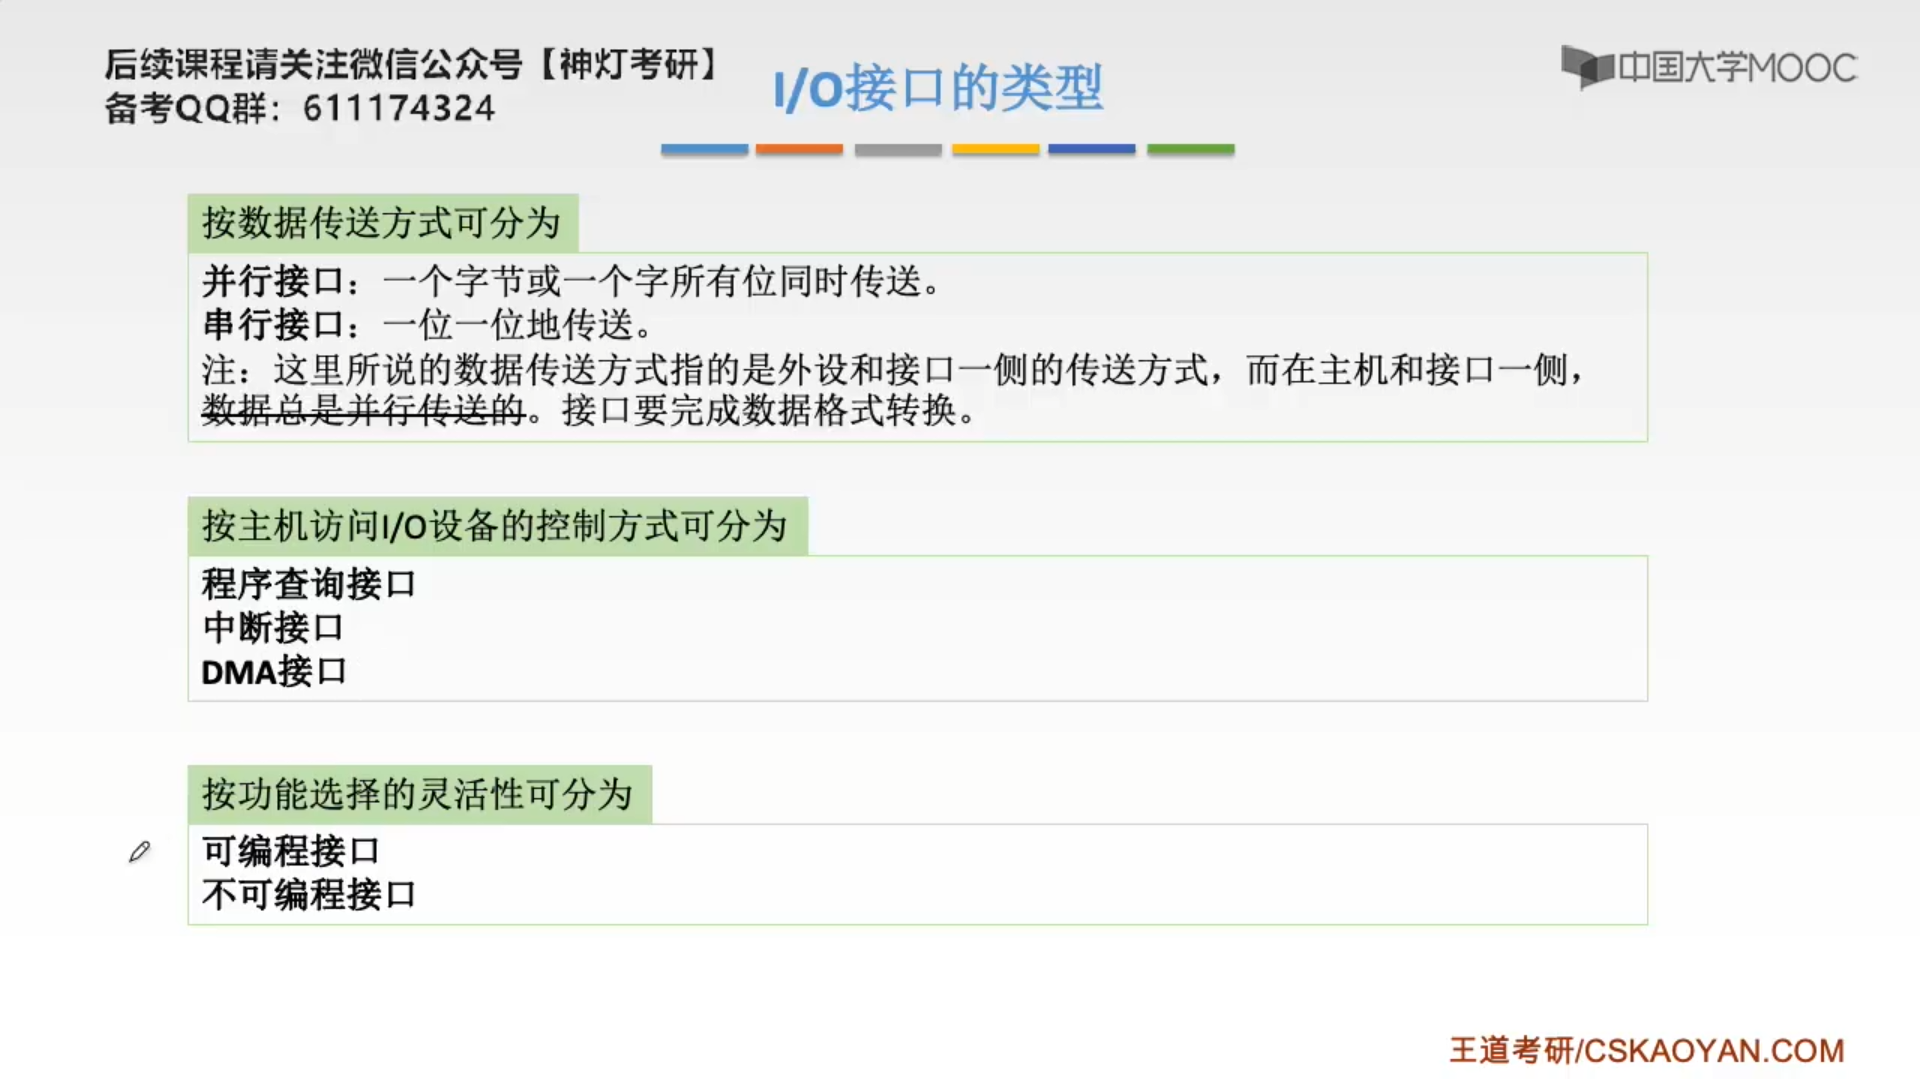 后续课程请关注微信公众号【神灯考研】
备考QQ群：611174324
I/O接口的类型
中国大学MOOC
按数据传送方式可分为
并行接口：一个字节或一个字所有位同时传送。
串行接口：一位一位地传送。
注：这里所说的数据传送方式指的是外设和接口一侧的传送方式，而在主机和接口一侧，
数据总是并行传送的。接口要完成数据格式转换。
按主机访问I/O设备的控制方式可分为
程序查询接口
中断接口
DMA接口
按功能选择的灵活性可分为
可编程接口
不可编程接口
王道考研/CSKAOYAN.COM